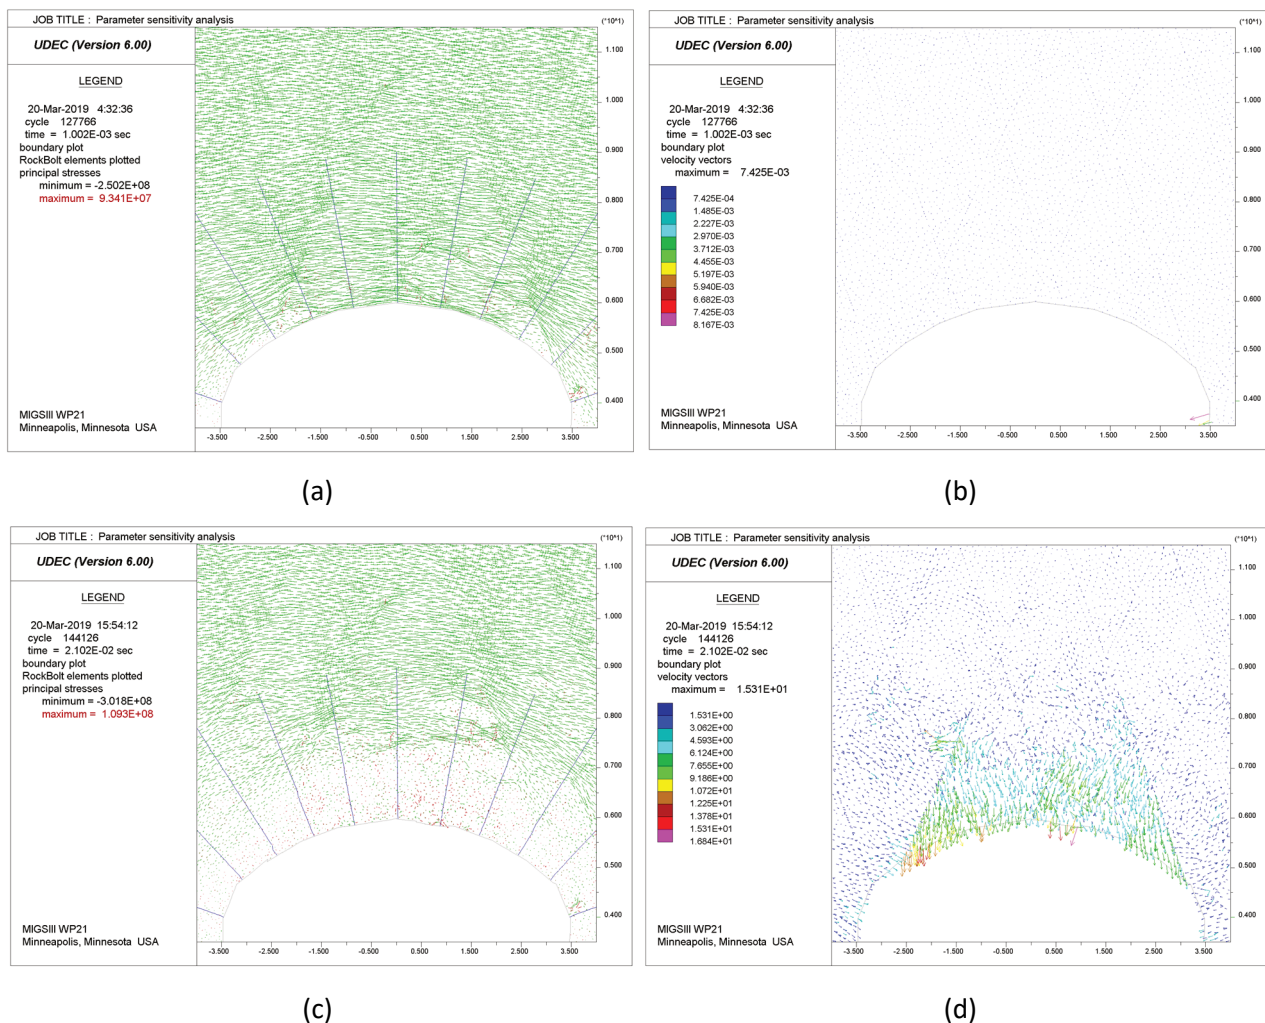 JOB TITLE : Parameter sensitivity analysis
(*10^1)
UDEC (Version 6.00)
LEGEND
20-Mar-2019 4:32:36
cycle 127766
time = 1.002E-03 sec
boundary plot
RockBolt elements plotted
principal stresses
minimum = -2.502E+08
maximum = 9.341E+07
MIGSIII WP21
Minneapolis, Minnesota USA
1.100
1.000
0.900
0.800
0.700
0.600
0.500
0.400
-3.500 -2.500 -1.500 -0.500 0.500 1.500 2.500 3.500
(a)
JOB TITLE : Parameter sensitivity analysis
(*10^1)
UDEC (Version 6.00)
LEGEND
20-Mar-2019 4:32:36
cycle 127766
time = 1.002E-03 sec
boundary plot
velocity vectors
maximum = 7.425E-03
7.425E-04
1.485E-03
2.227E-03
2.970E-03
3.712E-03
4.455E-03
5.197E-03
5.940E-03
6.682E-03
7.425E-03
8.167E-03
MIGSIII WP21
Minneapolis, Minnesota USA
1.100
1.000
0.900
0.800
0.700
0.600
0.500
0.400
-3.500 -2.500 -1.500 -0.500 0.500 1.500 2.500 3.500
(b)
JOB TITLE : Parameter sensitivity analysis
(*10^1)
UDEC (Version 6.00)
LEGEND
20-Mar-2019 15:54:12
cycle 144126
time = 2.102E-02 sec
boundary plot
RockBolt elements plotted
principal stresses
minimum = -3.018E+08
maximum = 1.093E+08
MIGSIII WP21
Minneapolis, Minnesota USA
1.100
1.000
0.900
0.800
0.700
0.600
0.500
0.400
-3.500 -2.500 -1.500 -0.500 0.500 1.500 2.500 3.500
(c)
JOB TITLE : Parameter sensitivity analysis
(*10^1)
UDEC (Version 6.00)
LEGEND
20-Mar-2019 15:54:12
cycle 144126
time = 2.102E-02 sec
boundary plot
velocity vectors
maximum = 1.531E+01
1.531E+00
3.062E+00
4.593E+00
6.124E+00
7.655E+00
9.186E+00
1.072E+01
1.225E+01
1.378E+01
1.531E+01
1.684E+01
MIGSIII WP21
Minneapolis, Minnesota USA
1.100
1.000
0.900
0.800
0.700
0.600
0.500
0.400
-3.500 -2.500 -1.500 -0.500 0.500 1.500 2.500 3.500
(d)